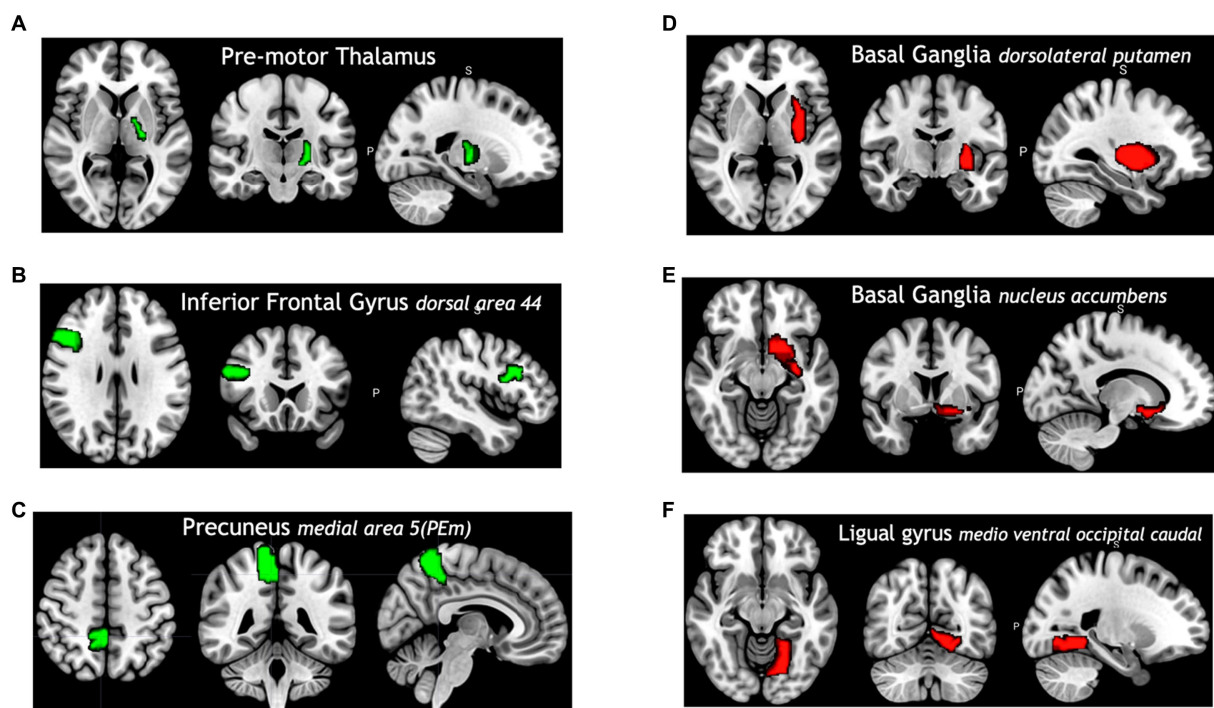 A
Pre-motor Thalamus
S
P
B
Inferior Frontal Gyrus dorsal area 44
S
P
C
Precuneus medial area 5(PEm)
D
Basal Ganglia dorsolateral putamen
S
P
E
Basal Ganglia nucleus accumbens
S
P
F
Ligual gyrus medio ventral occipital caudal
S
P